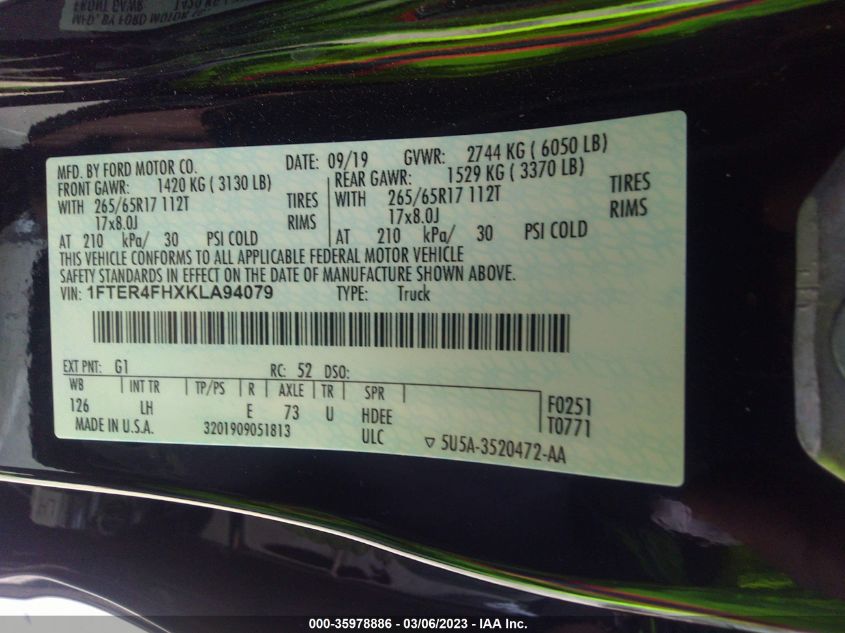 MFD. BY FORD MOTOR CO. DATE: 09/19 GVWR: 2744 KG ( 6050 LB)
FRONT GAWR: 1420 KG ( 3130 LB) REAR GAWR: 1529 KG ( 3370 LB)
WITH 265/65R17 112T TIRES WITH 265/65R17 112T TIRES
17x8.0J RIMS 17x8.0J RIMS
AT 210 kPa/ 30 PSI COLD AT 210 kPa/ 30 PSI COLD
THIS VEHICLE CONFORMS TO ALL APPLICABLE FEDERAL MOTOR VEHICLE
SAFETY STANDARDS IN EFFECT ON THE DATE OF MANUFACTURE SHOWN ABOVE.
VIN: 1FTER4FHXKLA94079 TYPE: Truck
EXT PNT: G1 RC: 52 DSO:
WB INT TR TP/PS R AXLE TR SPR
126 LH E 73 U HDEE F0251
MADE IN U.S.A. 3201909051813 ULC T0771
▽ 5U5A-3520472-AA
000-35978886 - 03/06/2023 - IAA Inc.